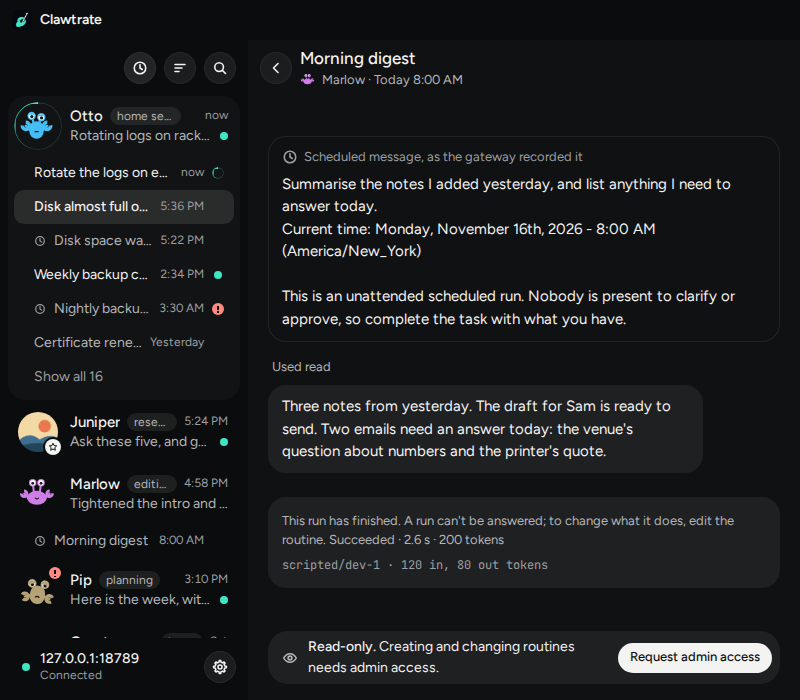 Clawtrate
Otto home se... now
Rotating logs on rack...
Rotate the logs on e... now
Disk almost full o... 5:36 PM
Disk space wa... 5:22 PM
Weekly backup c... 2:34 PM
Nightly backu... 3:30 AM
Certificate rene... Yesterday
Show all 16
Juniper rese... 5:24 PM
Ask these five, and g...
Marlow editi... 4:58 PM
Tightened the intro and ...
Morning digest 8:00 AM
Pip planning 3:10 PM
Here is the week, wit...
127.0.0.1:18789
Connected
Morning digest
Marlow · Today 8:00 AM
Scheduled message, as the gateway recorded it
Summarise the notes I added yesterday, and list anything I need to
answer today.
Current time: Monday, November 16th, 2026 - 8:00 AM
(America/New_York)
This is an unattended scheduled run. Nobody is present to clarify or
approve, so complete the task with what you have.
Used read
Three notes from yesterday. The draft for Sam is ready to
send. Two emails need an answer today: the venue's
question about numbers and the printer's quote.
This run has finished. A run can't be answered; to change what it does, edit the
routine. Succeeded · 2.6 s · 200 tokens
scripted/dev-1 · 120 in, 80 out tokens
Read-only. Creating and changing routines
needs admin access.
Request admin access